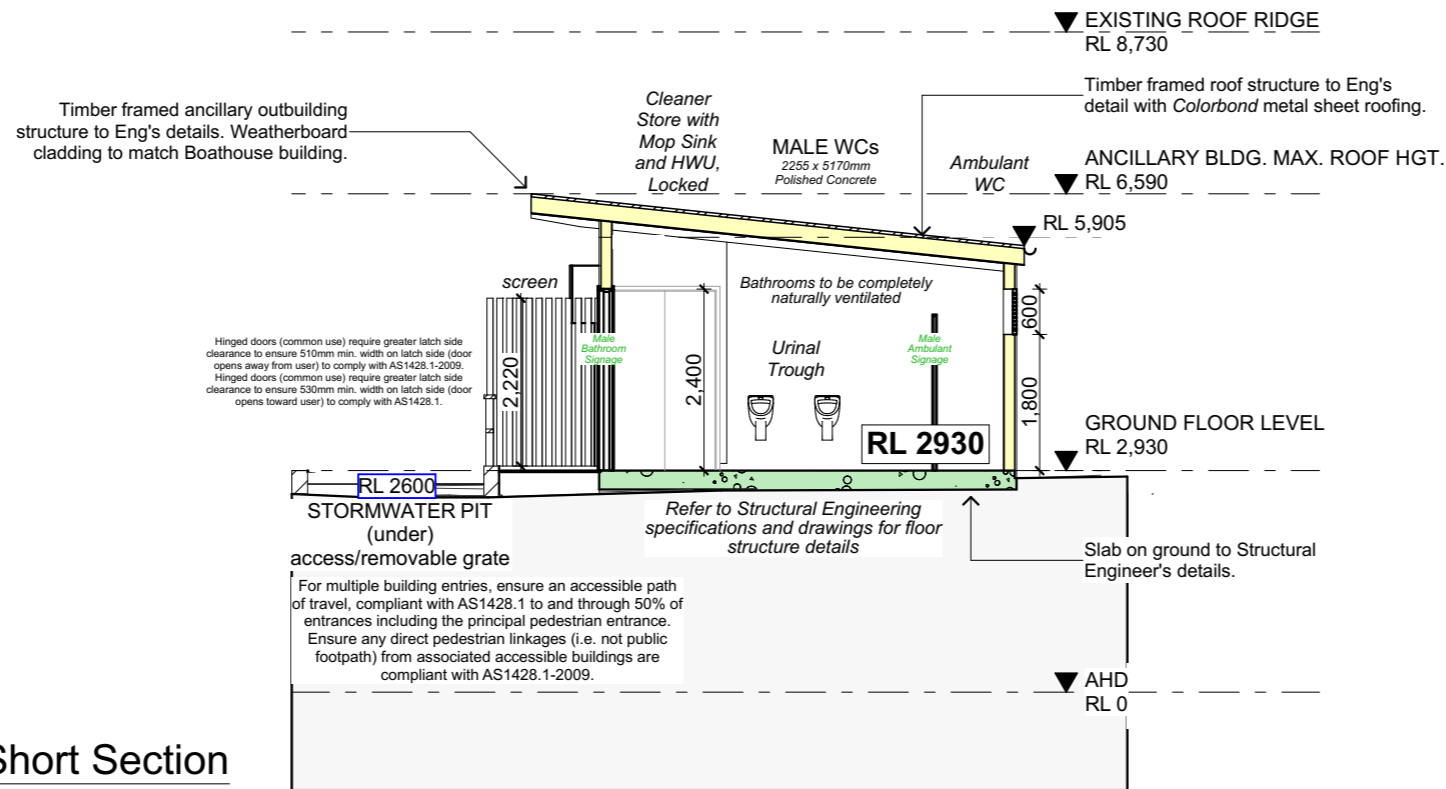 EXISTING ROOF RIDGE
RL 8,730
Timber framed ancillary outbuilding
structure to Eng's details. Weatherboard
cladding to match Boathouse building.
Cleaner
Store with
Mop Sink
and HWU,
Locked
MALE WCs
2255 x 5170mm
Polished Concrete
Ambulant
WC
Timber framed roof structure to Eng's
detail with Colorbond metal sheet roofing.
ANCILLARY BLDG. MAX. ROOF HGT.
RL 6,590
RL 5,905
screen
Bathrooms to be completely
naturally ventilated
600
Hinged doors (common use) require greater latch side
clearance to ensure 510mm min. width on latch side (door
opens away from user) to comply with AS1428.1-2009.
Hinged doors (common use) require greater latch side
clearance to ensure 530mm min. width on latch side (door
opens toward user) to comply with AS1428.1.
2,220
Male
Bathroom
Signage
2,400
Urinal
Trough
Male
Ambulant
Signage
1,800
RL 2930
GROUND FLOOR LEVEL
RL 2,930
RL 2600
STORMWATER PIT
(under)
access/removable grate
Refer to Structural Engineering
specifications and drawings for floor
structure details
Slab on ground to Structural
Engineer's details.
For multiple building entries, ensure an accessible path
of travel, compliant with AS1428.1 to and through 50% of
entrances including the principal pedestrian entrance.
Ensure any direct pedestrian linkages (i.e. not public
footpath) from associated accessible buildings are
compliant with AS1428.1-2009.
AHD
RL 0
Short Section